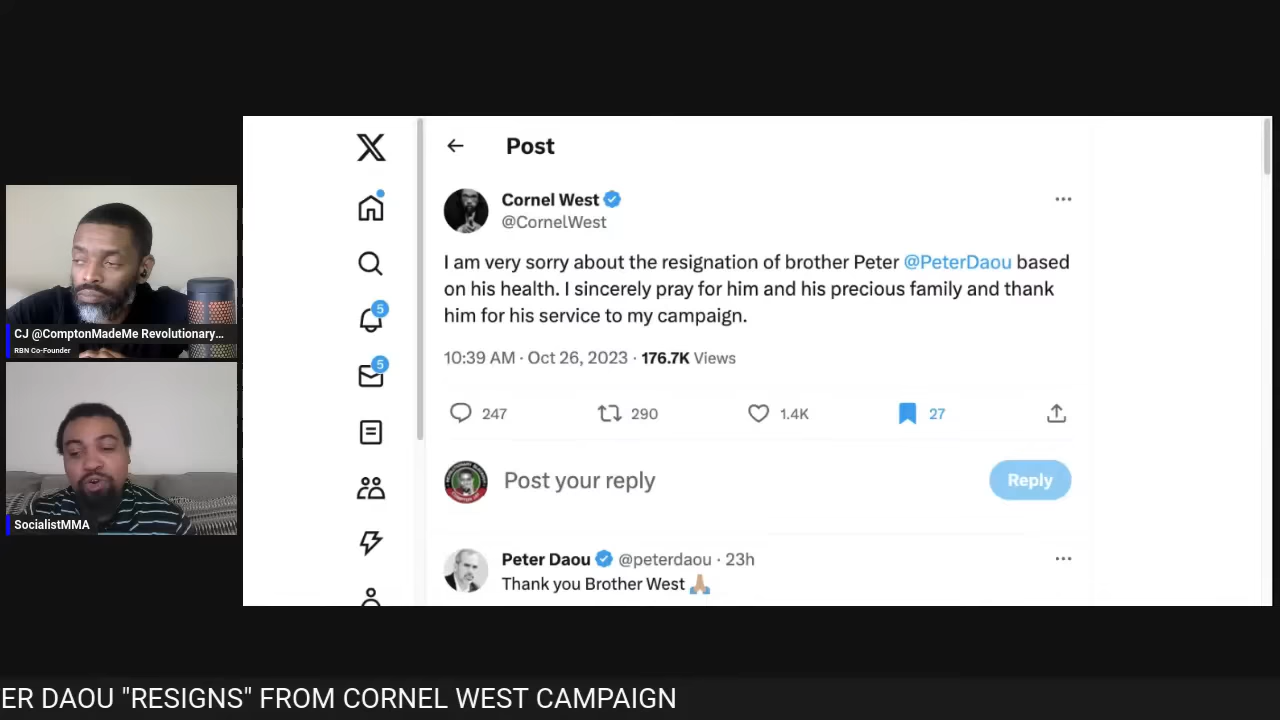 CJ @ComptonMadeMe Revolutionary...
RBN Co-Founder
SocialistMMA
Post
Cornel West
@CornelWest
I am very sorry about the resignation of brother Peter @PeterDaou based
on his health. I sincerely pray for him and his precious family and thank
him for his service to my campaign.
10:39 AM · Oct 26, 2023 · 176.7K Views
247 290 1.4K 27
Post your reply
Reply
5
5
Peter Daou @peterdaou · 23h
Thank you Brother West 🙏🏽
ER DAOU "RESIGNS" FROM CORNEL WEST CAMPAIGN